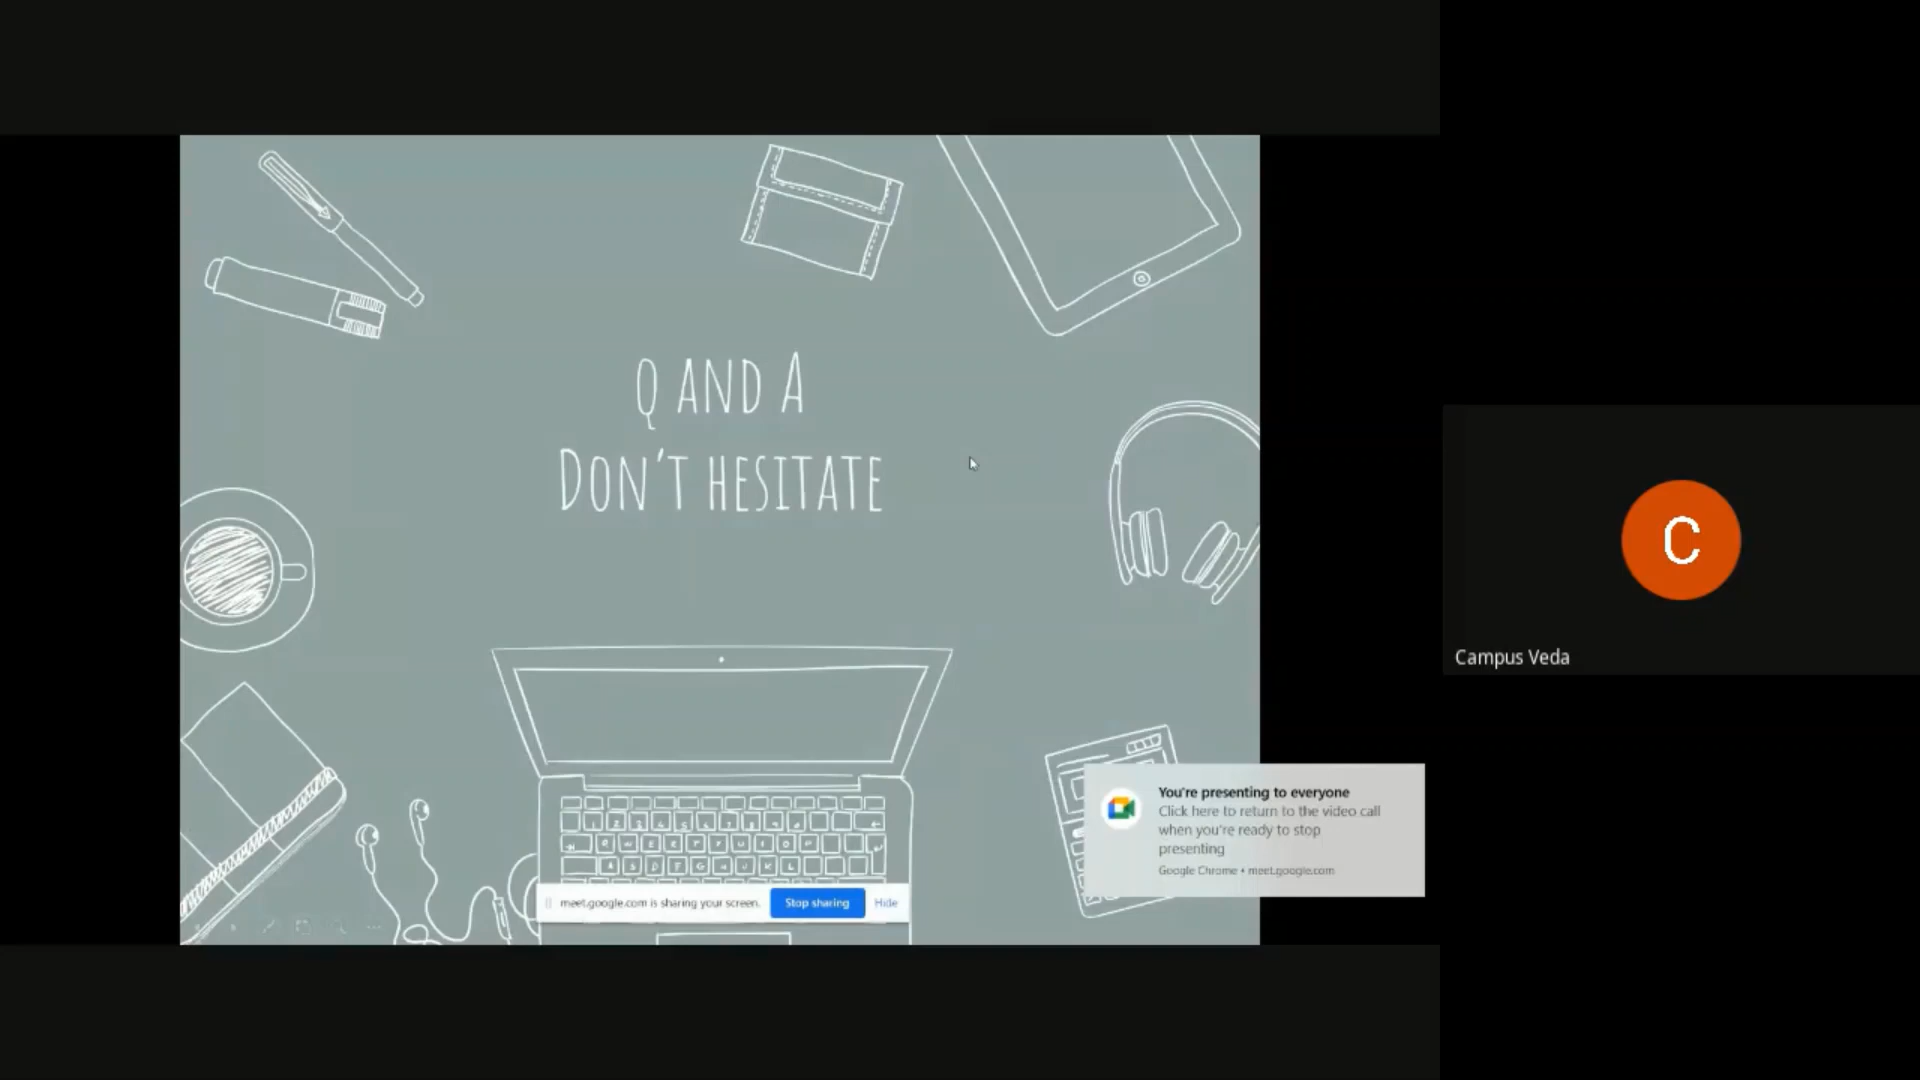 Q AND A
DON'T HESITATE
C
Campus Veda
You're presenting to everyone
Click here to return to the video call
when you're ready to stop
presenting
Google Chrome • meet.google.com
meet.google.com is sharing your screen.
Stop sharing
Hide